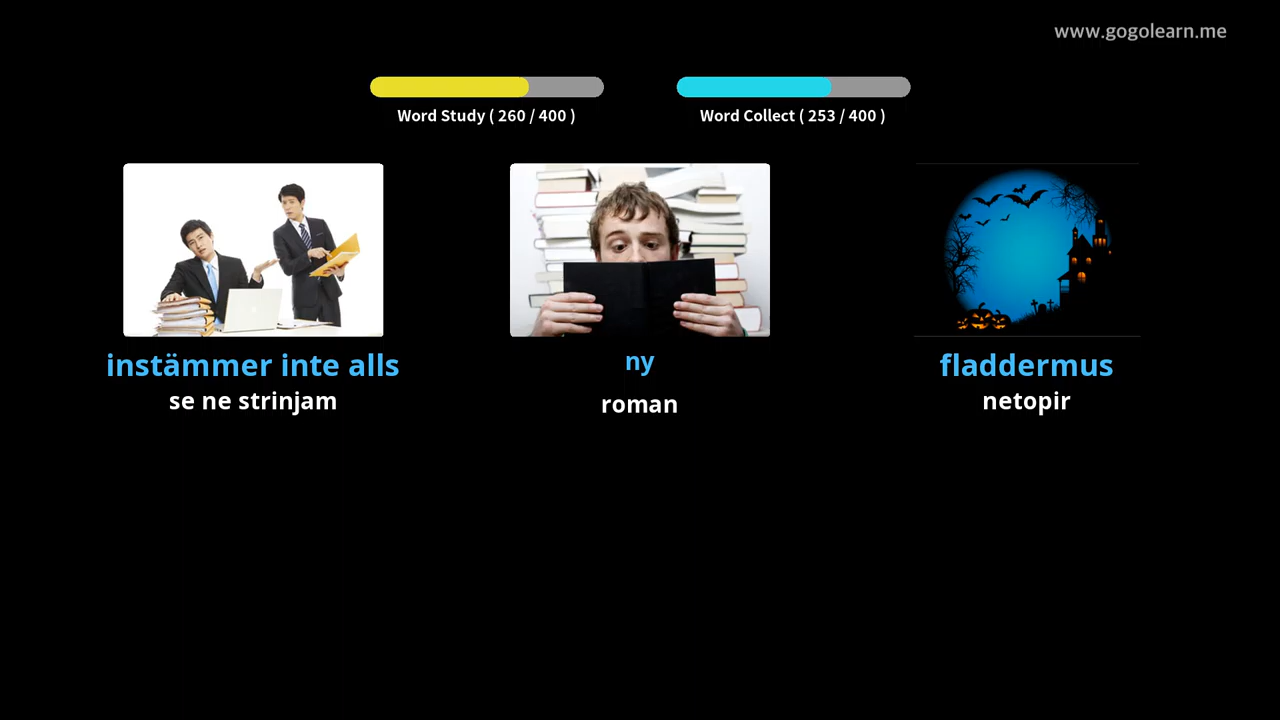 www.gogolearn.me
Word Study ( 260 / 400 )
Word Collect ( 253 / 400 )
instämmer inte alls
se ne strinjam
ny
roman
fladdermus
netopir